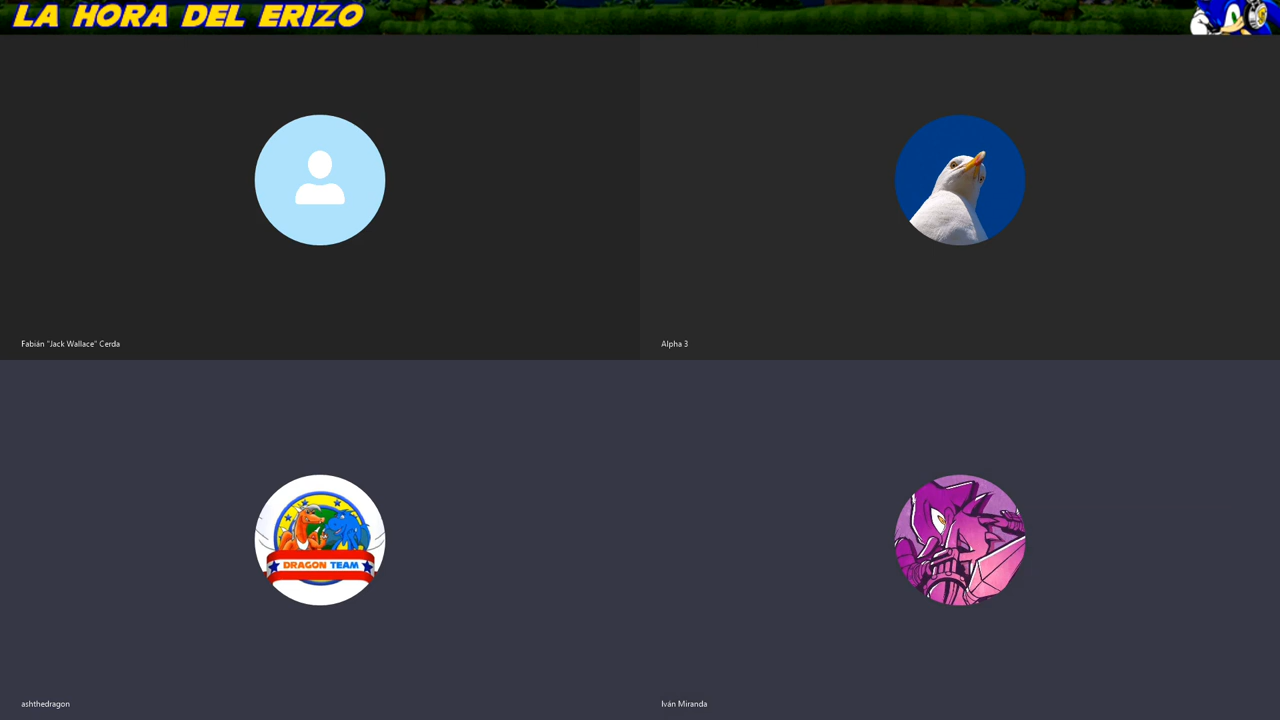 LA HORA DEL ERIZO
Fabián "Jack Wallace" Cerda
Alpha 3
DRAGON TEAM
ashthedragon
Iván Miranda